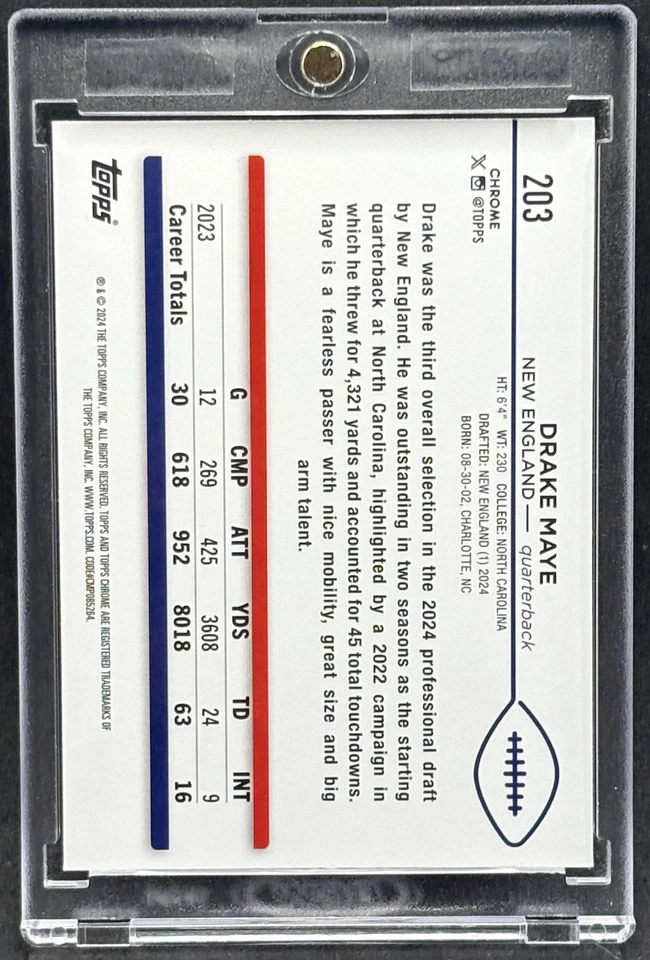 203
DRAKE MAYE
NEW ENGLAND — quarterback
CHROME
X @TOPPS
HT: 6'4" WT: 230 COLLEGE: NORTH CAROLINA
DRAFTED: NEW ENGLAND (1) 2024
BORN: 08-30-02, CHARLOTTE, NC
Drake was the third overall selection in the 2024 professional draft
by New England. He was outstanding in two seasons as the starting
quarterback at North Carolina, highlighted by a 2022 campaign in
which he threw for 4,321 yards and accounted for 45 total touchdowns.
Maye is a fearless passer with nice mobility, great size and big
arm talent.
G CMP ATT YDS TD INT
2023 12 269 425 3608 24 9
Career Totals 30 618 952 8018 63 16
topps®
℗ & © 2024 THE TOPPS COMPANY, INC. ALL RIGHTS RESERVED. TOPPS AND TOPPS CHROME ARE REGISTERED TRADEMARKS OF
THE TOPPS COMPANY, INC. WWW.TOPPS.COM. CODE#CMP085264.